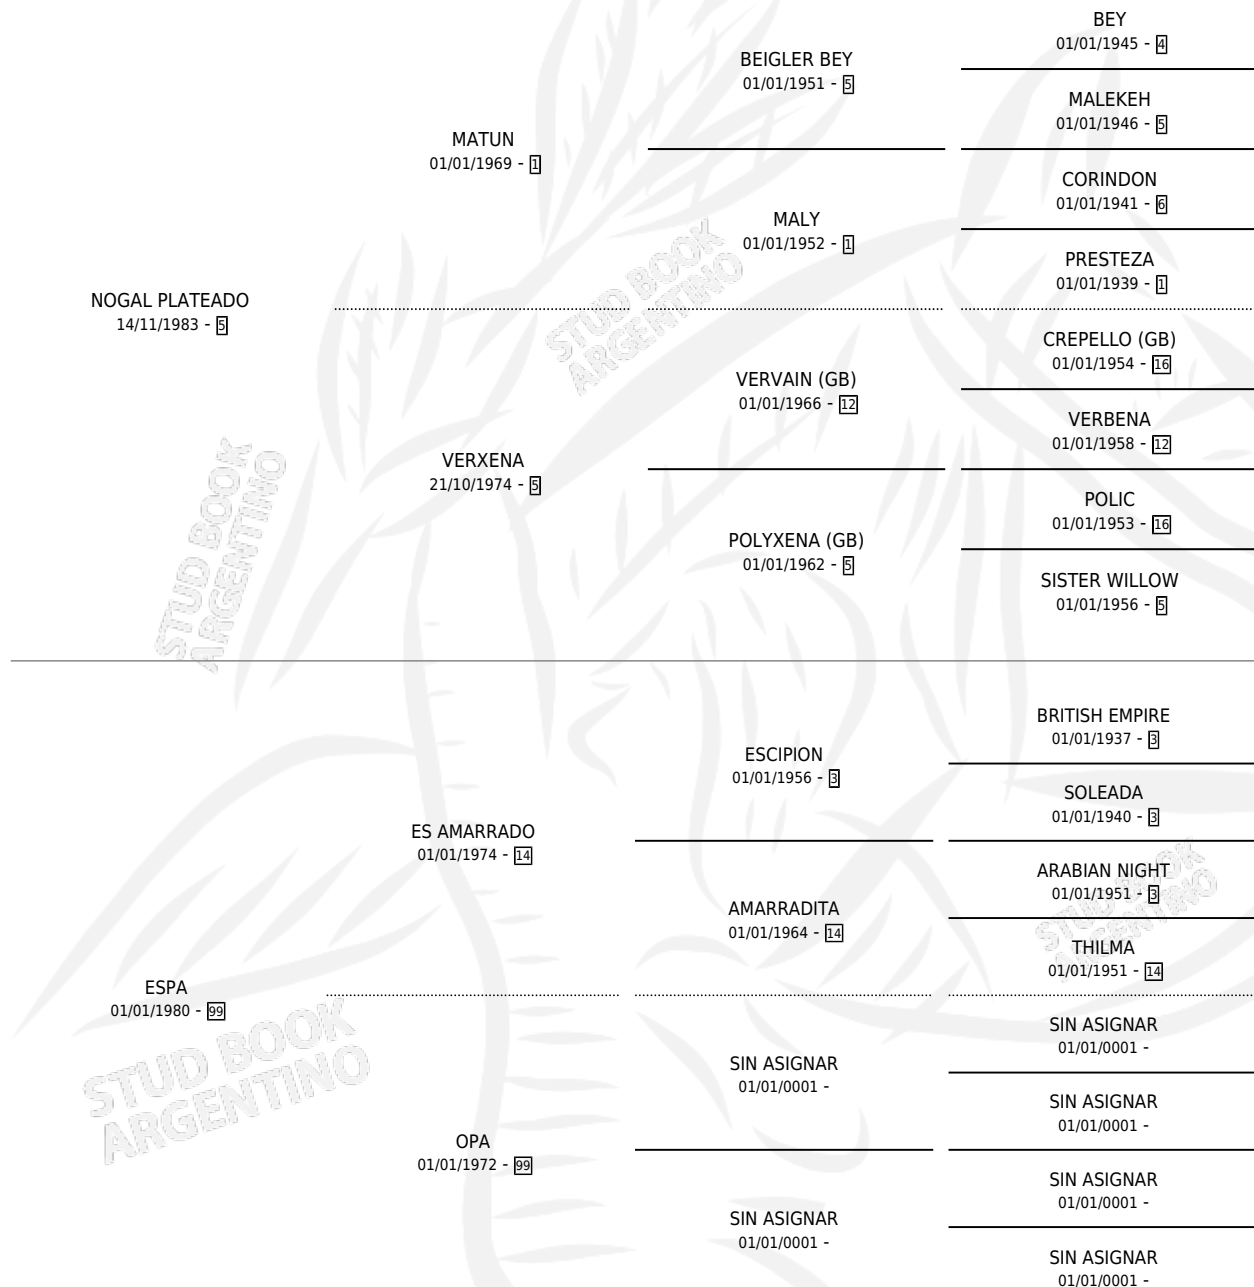 BEY
01/01/1945 - 4
BEIGLER BEY
01/01/1951 - 5
MALEKEH
01/01/1946 - 5
MATUN
01/01/1969 - 1
CORINDON
01/01/1941 - 6
MALY
01/01/1952 - 1
PRESTEZA
01/01/1939 - 1
NOGAL PLATEADO
14/11/1983 - 5
CREPELLO (GB)
01/01/1954 - 16
VERVAIN (GB)
01/01/1966 - 12
VERBENA
01/01/1958 - 12
VERXENA
21/10/1974 - 5
POLIC
01/01/1953 - 16
POLYXENA (GB)
01/01/1962 - 5
SISTER WILLOW
01/01/1956 - 5
BRITISH EMPIRE
01/01/1937 - 3
ESCIPION
01/01/1956 - 3
SOLEADA
01/01/1940 - 3
ES AMARRADO
01/01/1974 - 14
ARABIAN NIGHT
01/01/1951 - 3
AMARRADITA
01/01/1964 - 14
THILMA
01/01/1951 - 14
ESPA
01/01/1980 - 99
SIN ASIGNAR
01/01/0001 -
SIN ASIGNAR
01/01/0001 -
SIN ASIGNAR
01/01/0001 -
OPA
01/01/1972 - 99
SIN ASIGNAR
01/01/0001 -
SIN ASIGNAR
01/01/0001 -
SIN ASIGNAR
01/01/0001 -
STUD BOOK
ARGENTINO
STUD BOOK
ARGENTINO
STUD BOOK
ARGENTINO
STUD BOOK
ARGENTINO